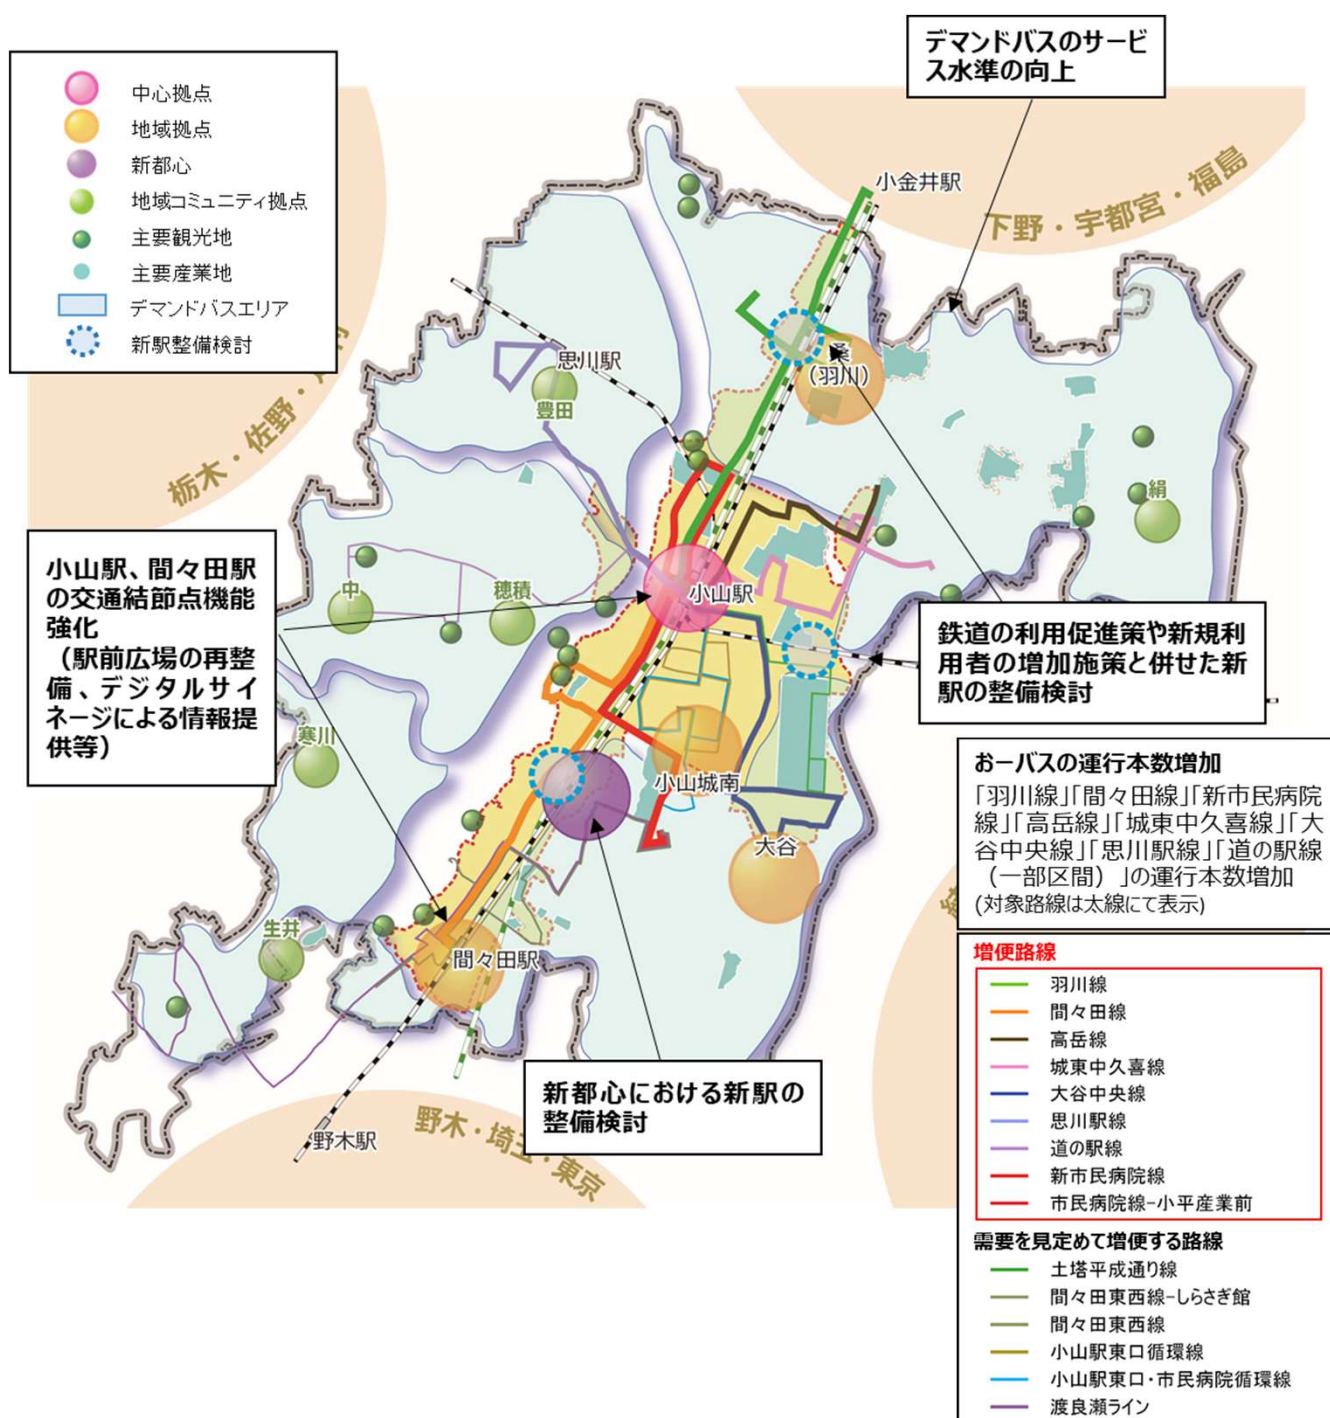 デマンドバスのサービ
ス水準の向上
中心拠点
地域拠点
新都心
地域コミュニティ拠点
主要観光地
主要産業地
デマンドバスエリア
新駅整備検討
小金井駅
下野・宇都宮・福島
思川駅
豊田
桑
（羽川）
栃木・佐野・
絹
小山駅、間々田駅
の交通結節点機能
強化
（駅前広場の再整
備、デジタルサイ
ネージによる情報提
供等）
中
穂積
小山駅
鉄道の利用促進策や新規利
用者の増加施策と併せた新
駅の整備検討
寒川
小山城南
大谷
生井
間々田駅
おーバスの運行本数増加
「羽川線」「間々田線」「新市民病院
線」「高岳線」「城東中久喜線」「大
谷中央線」「思川駅線」「道の駅線
（一部区間）」の運行本数増加
(対象路線は太線にて表示)
新都心における新駅の
整備検討
野木駅
野木・埼玉・東京
増便路線
羽川線
間々田線
高岳線
城東中久喜線
大谷中央線
思川駅線
道の駅線
新市民病院線
市民病院線−小平産業前
需要を見定めて増便する路線
土塔平成通り線
間々田東西線−しらさぎ館
間々田東西線
小山駅東口循環線
小山駅東口・市民病院循環線
渡良瀬ライン